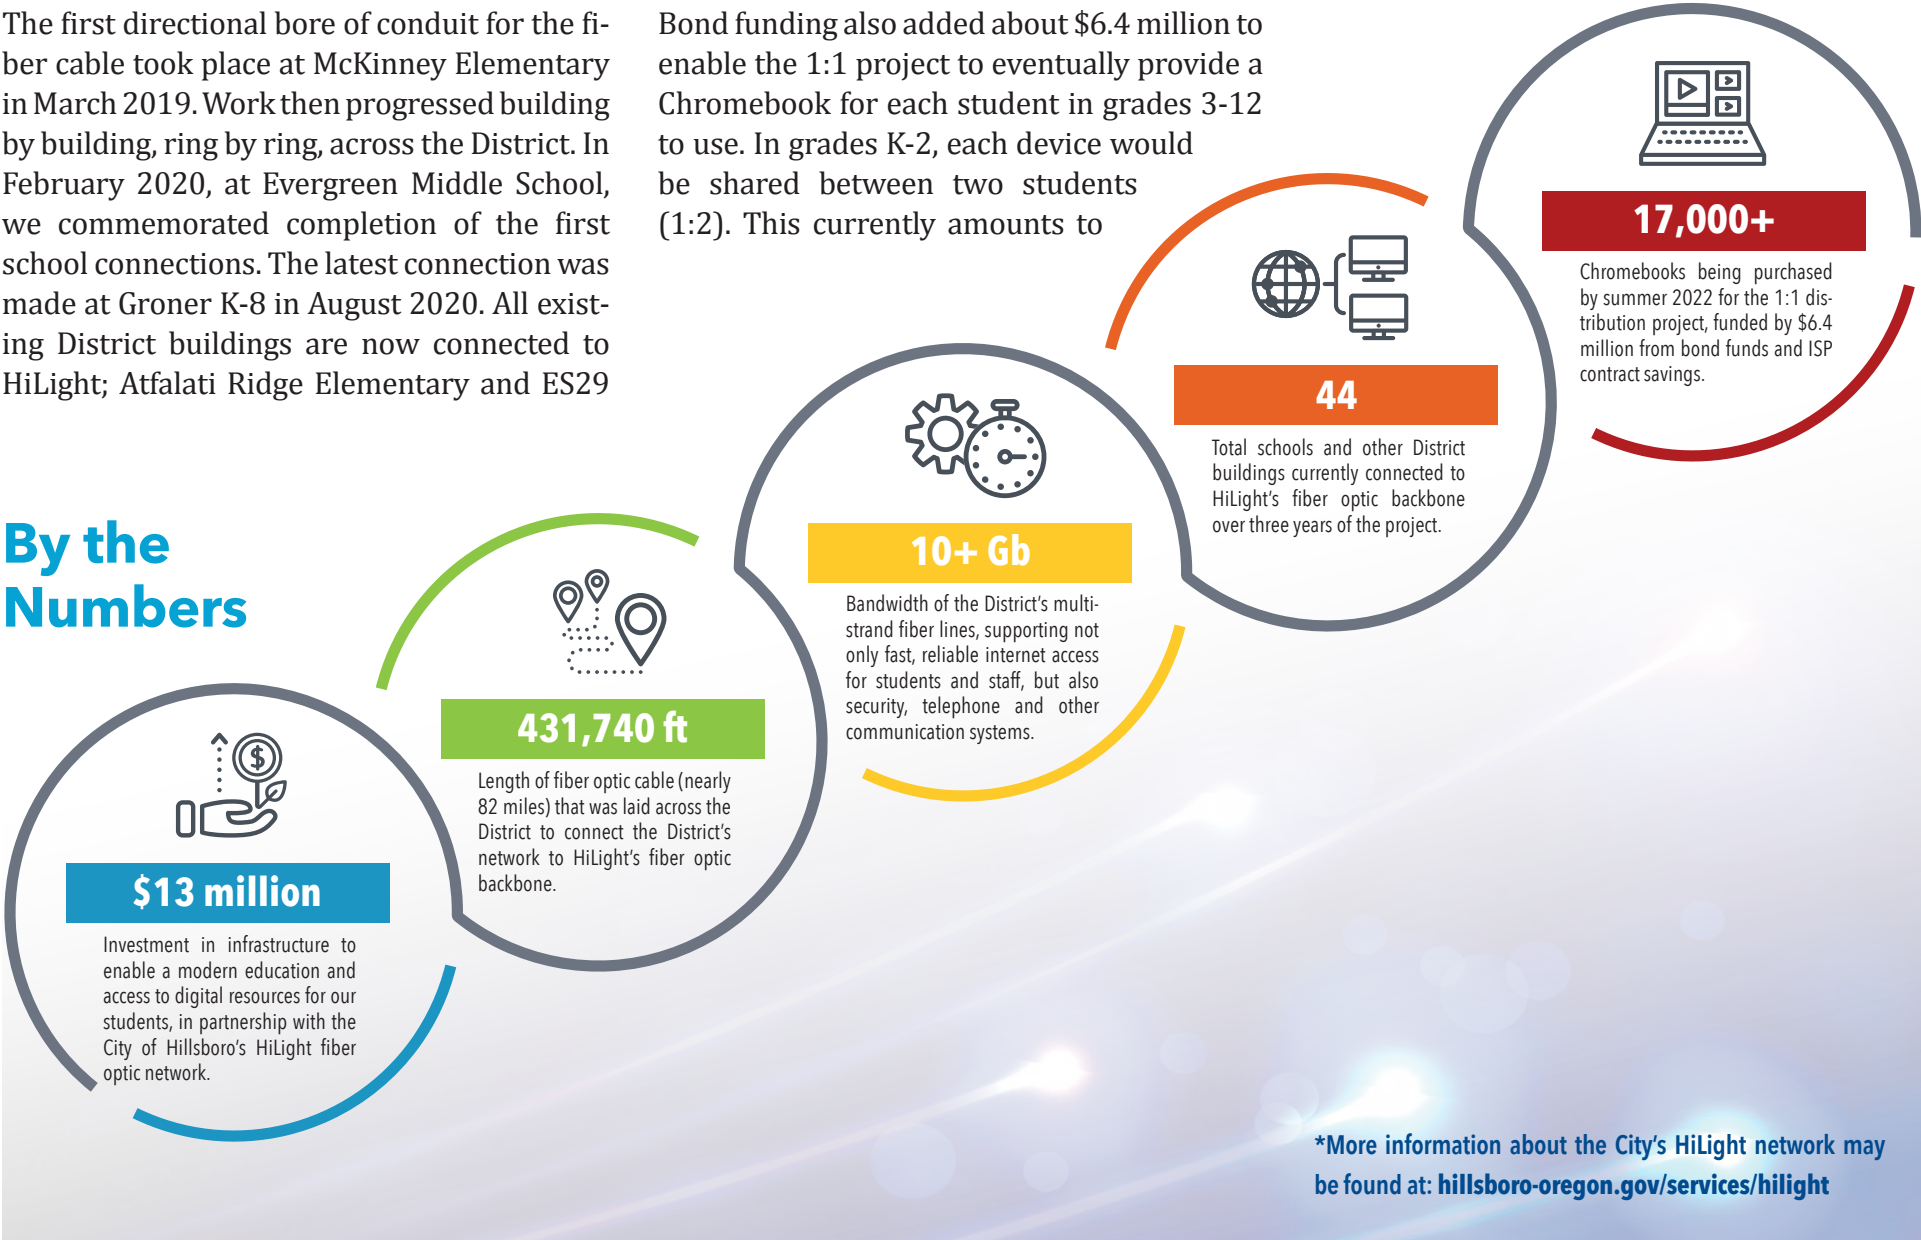 The first directional bore of conduit for the fi-
ber cable took place at McKinney Elementary
in March 2019. Work then progressed building
by building, ring by ring, across the District. In
February 2020, at Evergreen Middle School,
we commemorated completion of the first
school connections. The latest connection was
made at Groner K-8 in August 2020. All exist-
ing District buildings are now connected to
HiLight; Atfalati Ridge Elementary and ES29
Bond funding also added about $6.4 million to
enable the 1:1 project to eventually provide a
Chromebook for each student in grades 3-12
to use. In grades K-2, each device would
be shared between two students
(1:2). This currently amounts to
By the
Numbers
$13 million
Investment in infrastructure to
enable a modern education and
access to digital resources for our
students, in partnership with the
City of Hillsboro's HiLight fiber
optic network.
431,740 ft
Length of fiber optic cable (nearly
82 miles) that was laid across the
District to connect the District's
network to HiLight's fiber optic
backbone.
10+ Gb
Bandwidth of the District's multi-
strand fiber lines, supporting not
only fast, reliable internet access
for students and staff, but also
security, telephone and other
communication systems.
44
Total schools and other District
buildings currently connected to
HiLight's fiber optic backbone
over three years of the project.
17,000+
Chromebooks being purchased
by summer 2022 for the 1:1 dis-
tribution project, funded by $6.4
million from bond funds and ISP
contract savings.
*More information about the City's HiLight network may
be found at: hillsboro-oregon.gov/services/hilight